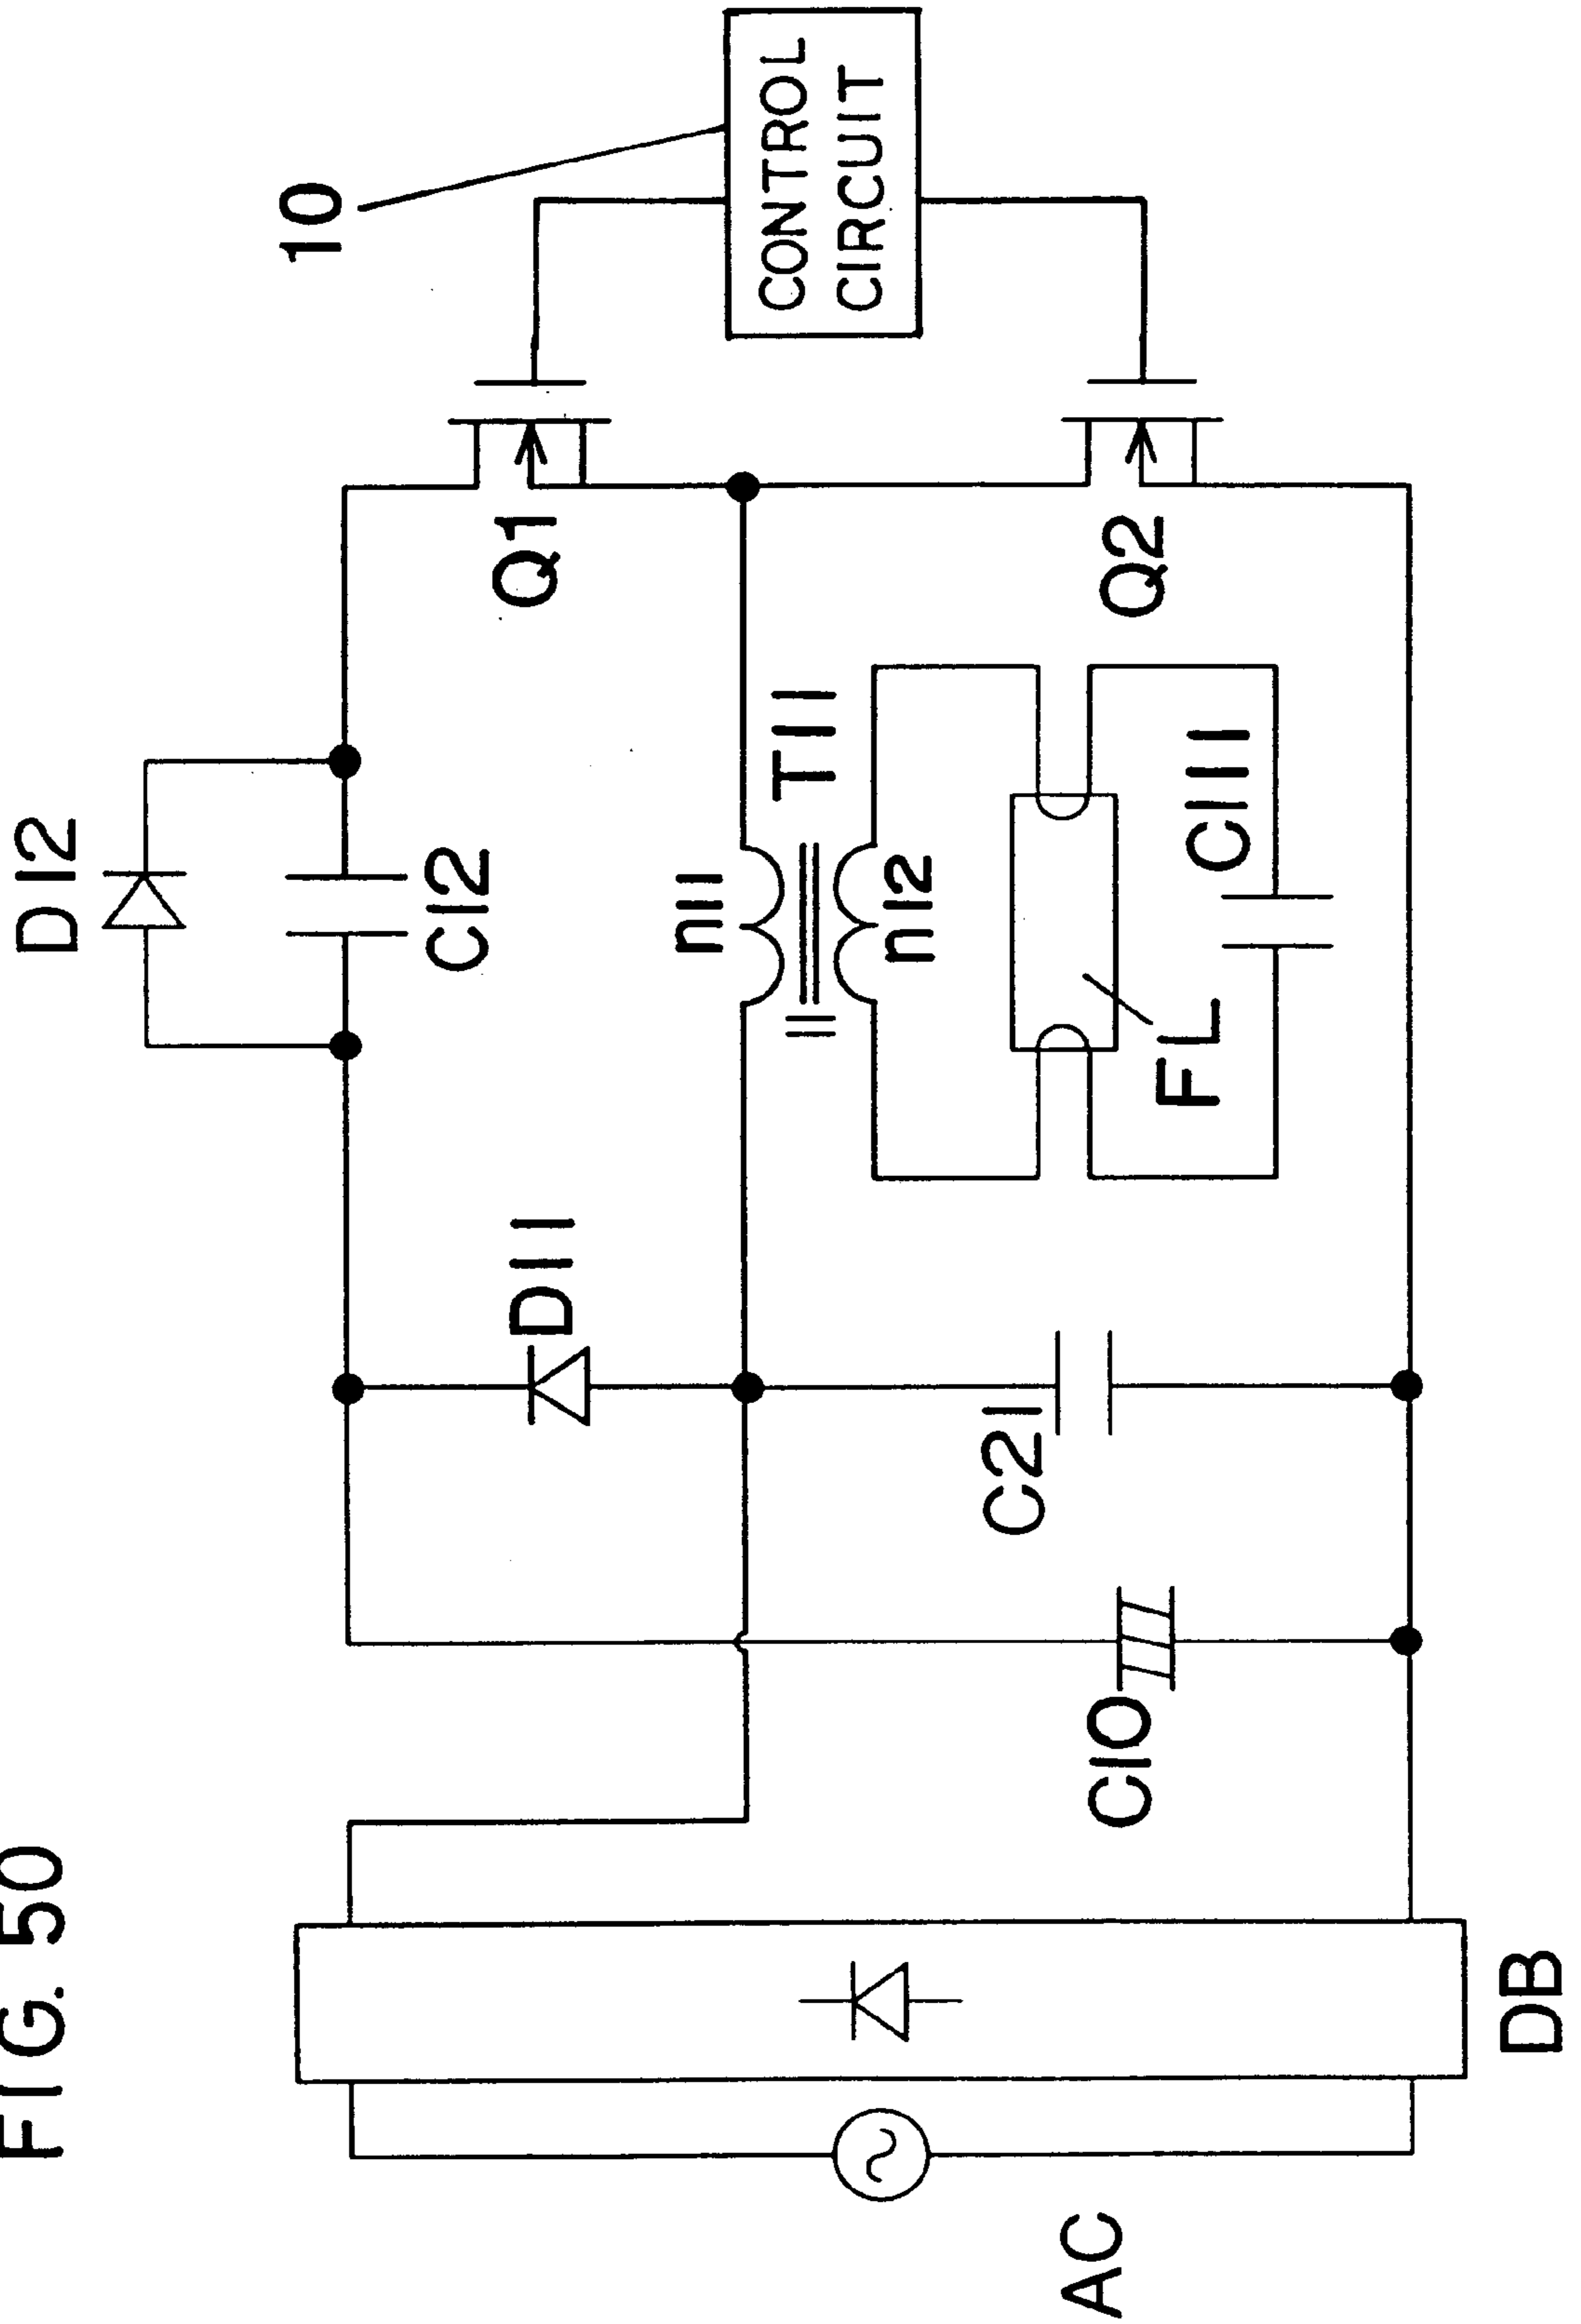 FIG. 50
D12
10
C12
Q1
CONTROL
CIRCUIT
D11
n11
T11
n12
Q2
C21
FL
C111
C10
AC
DB